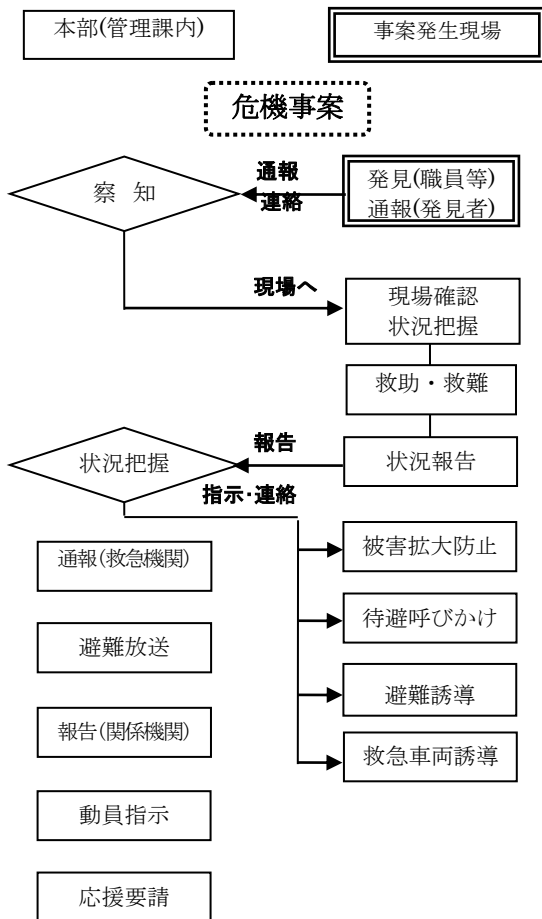 本部(管理課内)
事案発生現場
危機事案
察 知
通報
連絡
発見(職員等)
通報(発見者)
現場へ
現場確認
状況把握
救助・救難
状況把握
報告
状況報告
指示・連絡
通報(救急機関)
被害拡大防止
避難放送
待避呼びかけ
報告(関係機関)
避難誘導
動員指示
救急車両誘導
応援要請